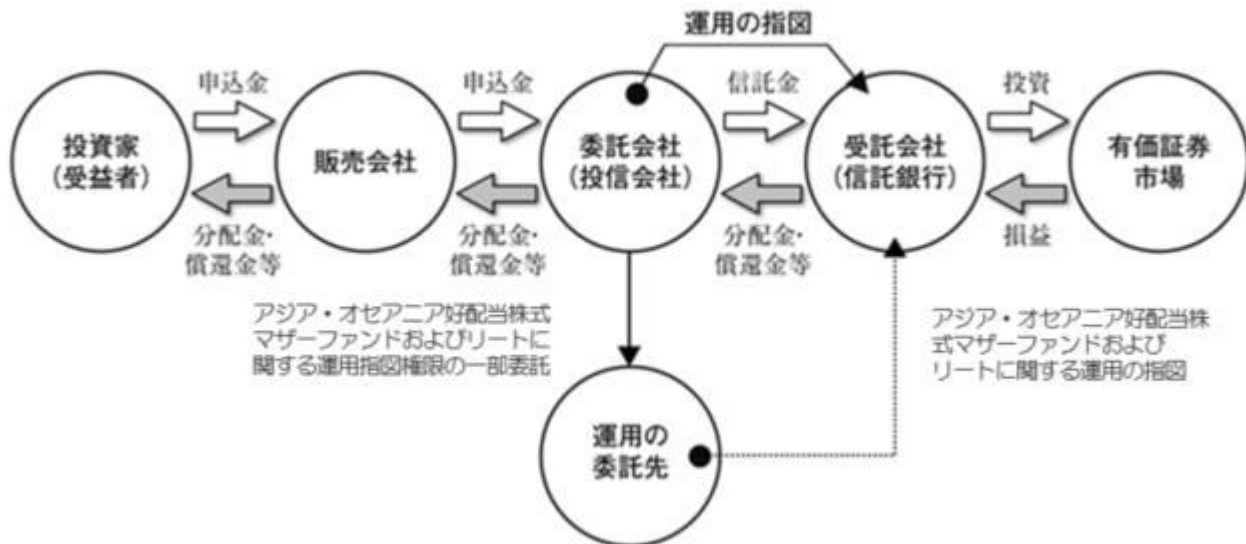 運用の指図
申込金
申込金
信託金
投資
投資家
（受益者）
販売会社
委託会社
（投信会社）
受託会社
（信託銀行）
有価証券
市場
分配金・
償還金等
分配金・
償還金等
分配金・
償還金等
損益
アジア・オセアニア好配当株式
マザーファンドおよびリートに
関する運用指図権限の一部委託
アジア・オセアニア好配当株
式マザーファンドおよび
リートに関する運用の指図
運用の
委託先